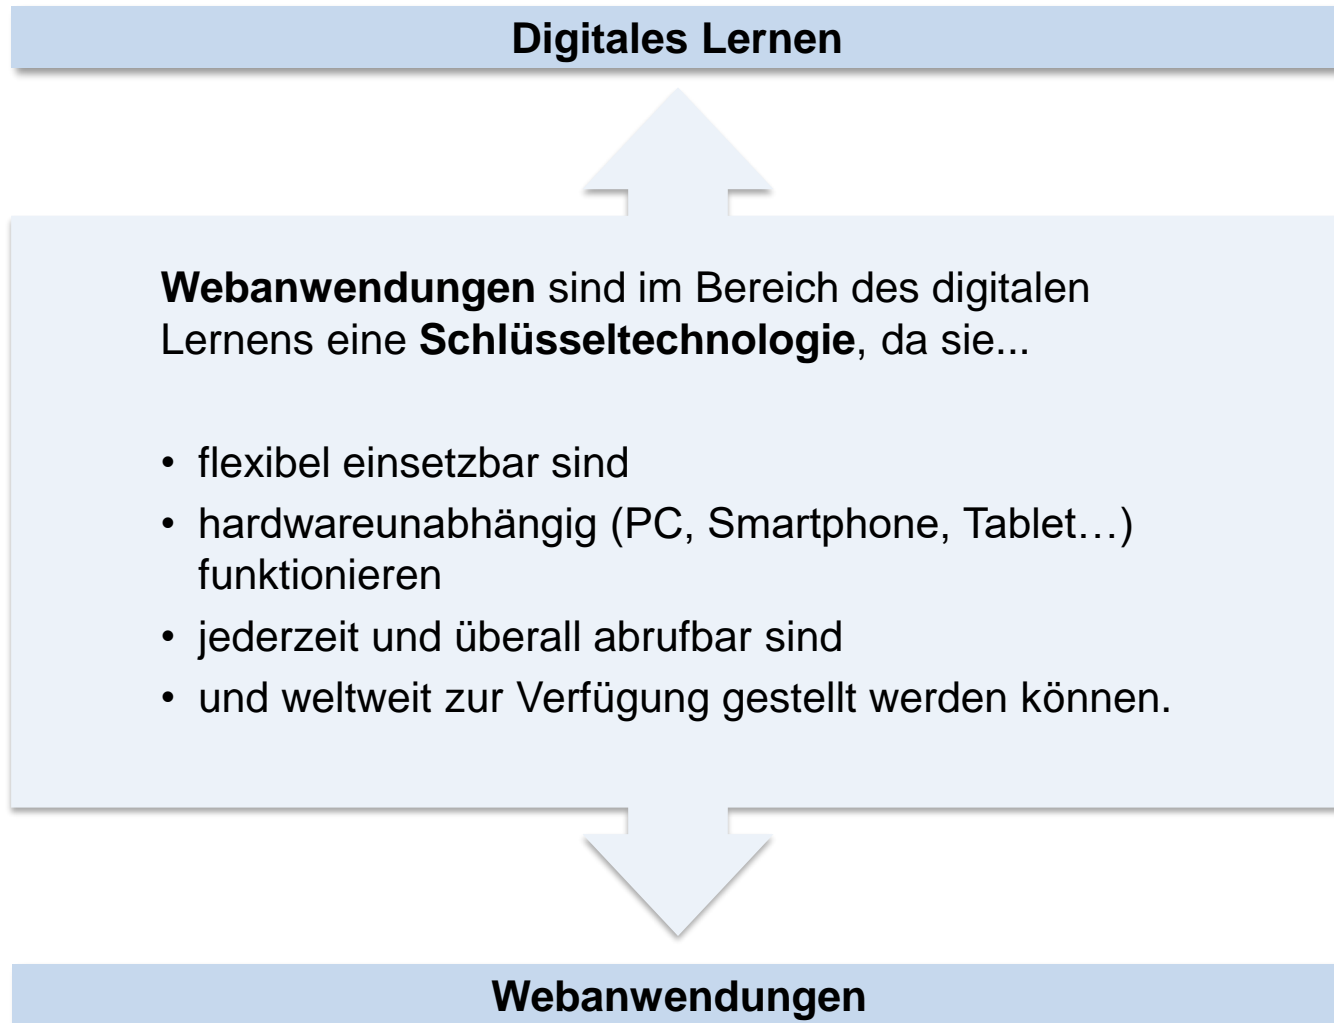 Digitales Lernen
Webanwendungen sind im Bereich des digitalen
Lernens eine Schlüsseltechnologie, da sie...
• flexibel einsetzbar sind
• hardwareunabhängig (PC, Smartphone, Tablet…)
funktionieren
• jederzeit und überall abrufbar sind
• und weltweit zur Verfügung gestellt werden können.
Webanwendungen